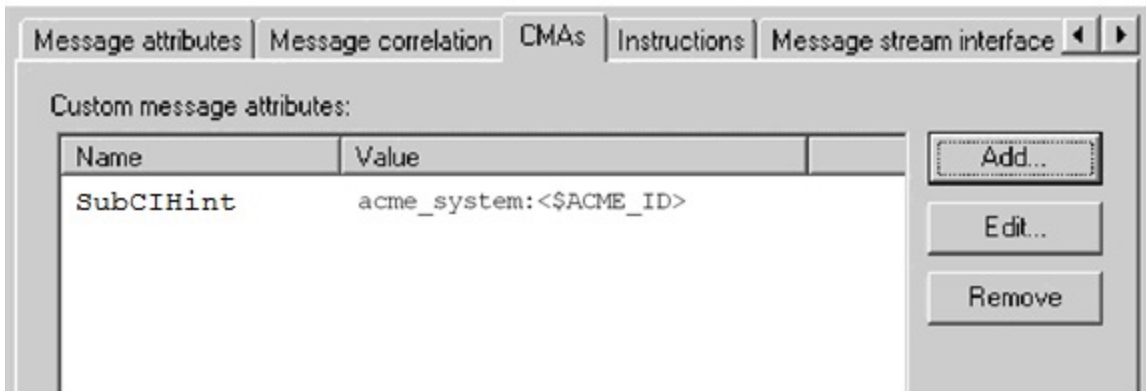 Message attributes Message correlation CMAs Instructions Message stream interface
Custom message attributes:
Name Value
Add...
SubCIHint acme_system:<$ACME_ID>
Edit...
Remove